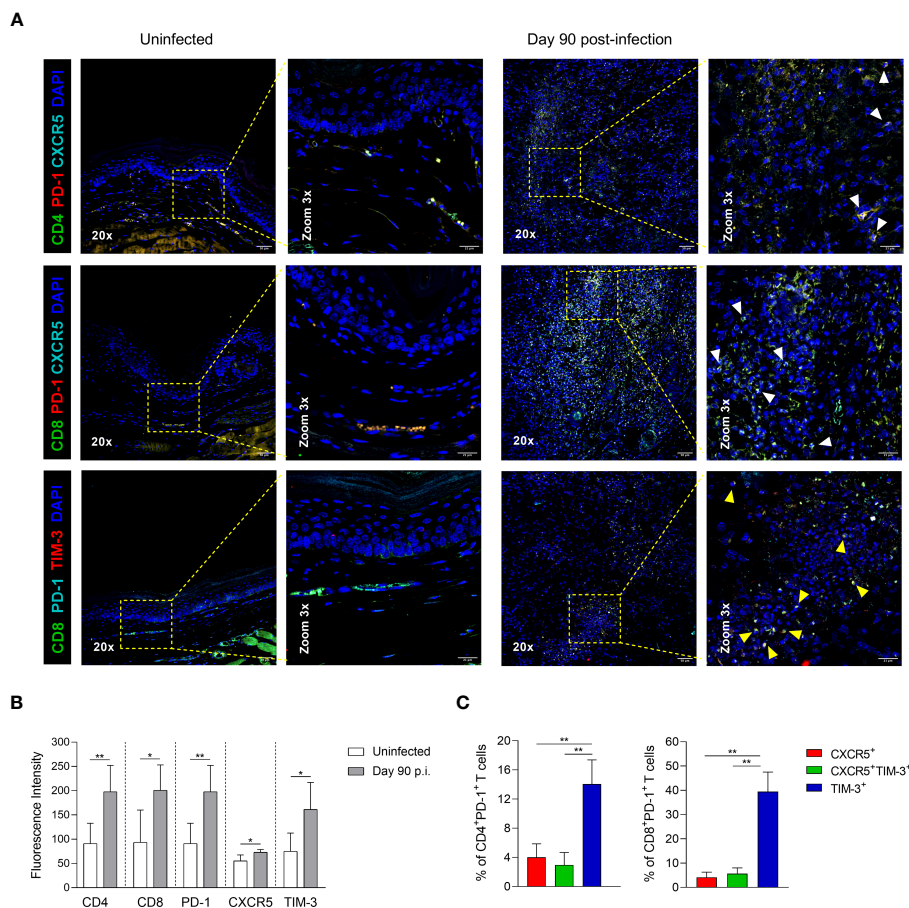 A
Uninfected
Day 90 post-infection
CD4 PD-1 CXCR5 DAPI
20x
Zoom 3x
20x
Zoom 3x
CD8 PD-1 CXCR5 DAPI
20x
Zoom 3x
20x
Zoom 3x
CD8 PD-1 TIM-3 DAPI
20x
Zoom 3x
20x
Zoom 3x
B
Fluorescence Intensity
300
250
200
150
100
50
0
**
*
**
*
*
CD4
CD8
PD-1
CXCR5
TIM-3
Uninfected
Day 90 p.i.
C
% of CD4+PD-1+ T cells
20
16
12
8
4
0
**
**
% of CD8+PD-1+ T cells
60
50
40
30
20
10
0
**
**
CXCR5+
CXCR5+TIM-3+
TIM-3+